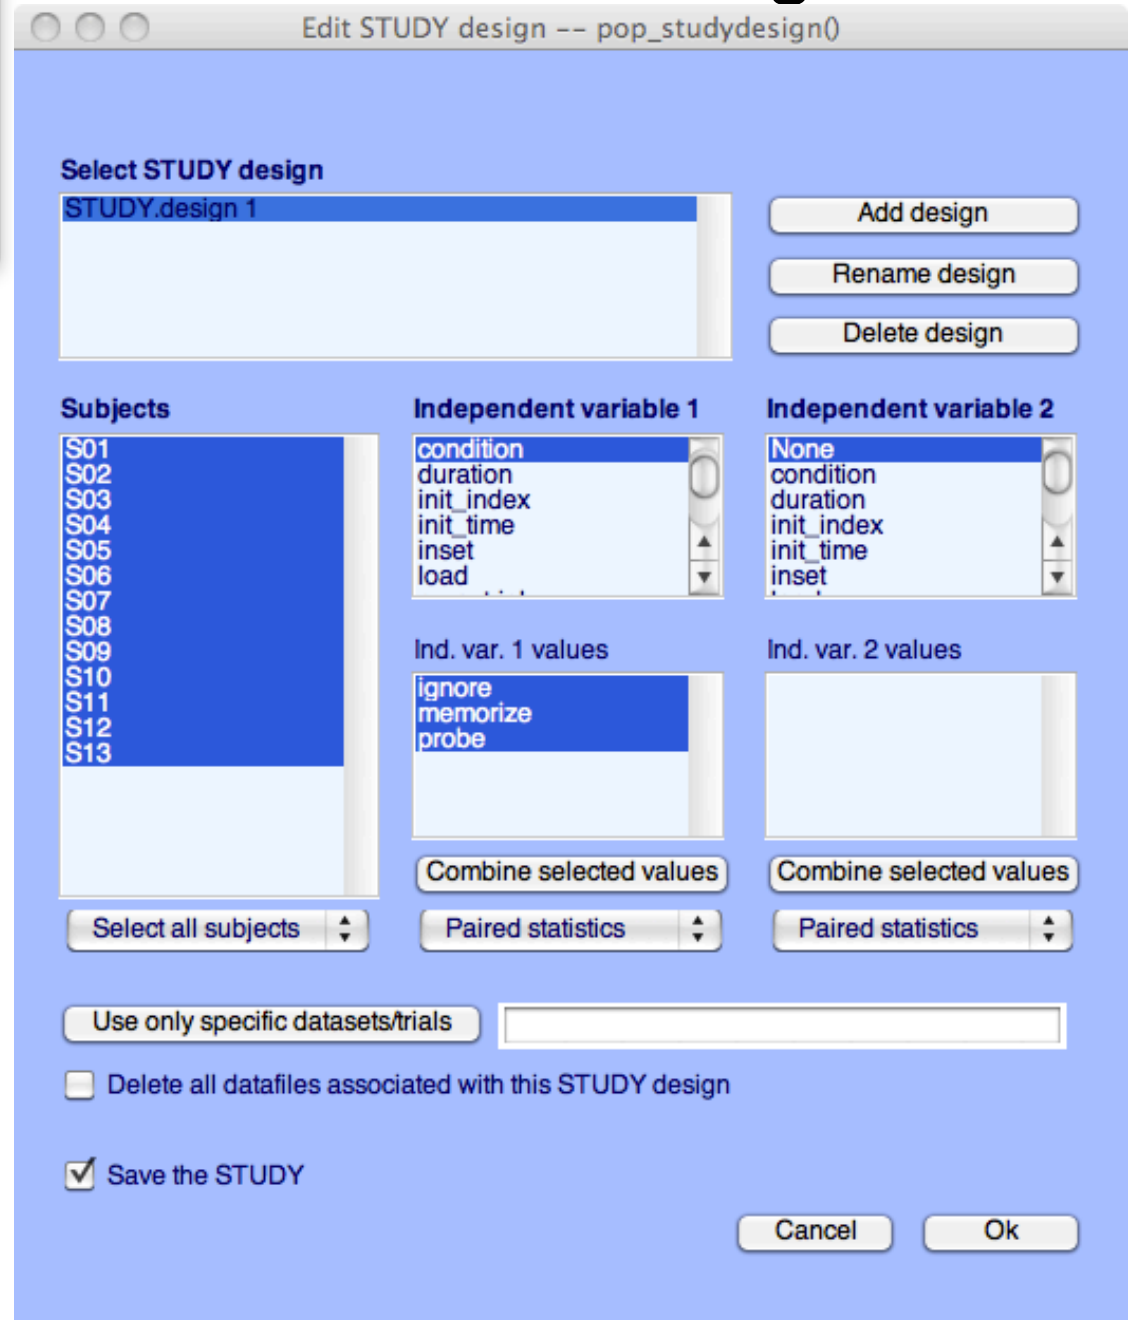 Edit STUDY design -- pop_studydesign()
Select STUDY design
STUDY.design 1
Add design
Rename design
Delete design
Subjects
Independent variable 1
Independent variable 2
S01
S02
S03
S04
S05
S06
S07
S08
S09
S10
S11
S12
S13
condition
duration
init_index
init_time
inset
load
None
condition
duration
init_index
init_time
inset
Ind. var. 1 values
Ind. var. 2 values
ignore
memorize
probe
Combine selected values
Combine selected values
Select all subjects
Paired statistics
Paired statistics
Use only specific datasets/trials
Delete all datafiles associated with this STUDY design
Save the STUDY
Cancel
Ok